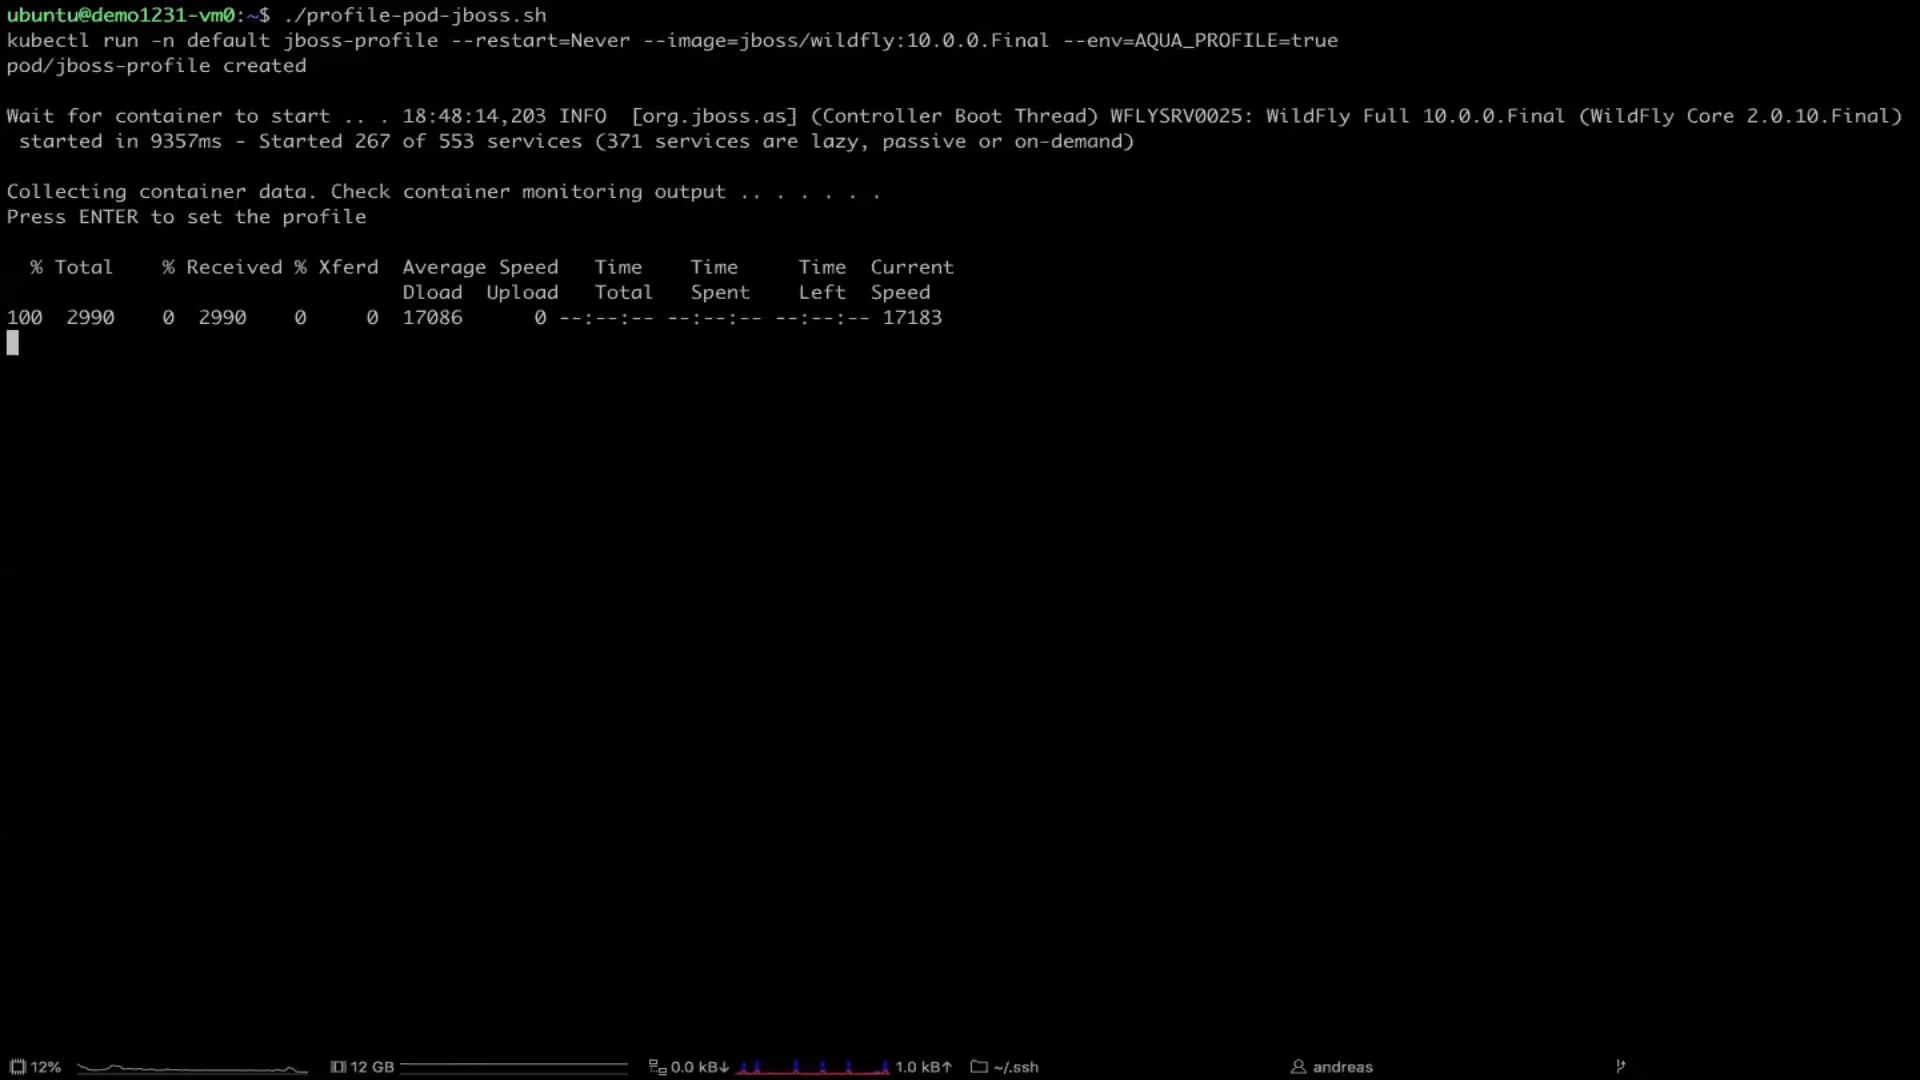 ubuntu@demo1231-vm0:~$ ./profile-pod-jboss.sh
kubectl run -n default jboss-profile --restart=Never --image=jboss/wildfly:10.0.0.Final --env=AQUA_PROFILE=true
pod/jboss-profile created
Wait for container to start .. . 18:48:14,203 INFO  [org.jboss.as] (Controller Boot Thread) WFLYSRV0025: WildFly Full 10.0.0.Final (WildFly Core 2.0.10.Final)
 started in 9357ms - Started 267 of 553 services (371 services are lazy, passive or on-demand)
Collecting container data. Check container monitoring output .. . . . . .
Press ENTER to set the profile
  % Total    % Received % Xferd  Average Speed   Time    Time     Time  Current
                                 Dload  Upload   Total   Spent    Left  Speed
100  2990    0  2990    0     0  17086      0 --:--:-- --:--:-- --:--:-- 17183
12% 12 GB 0.0 kB↓ 1.0 kB↑ ~/.ssh andreas